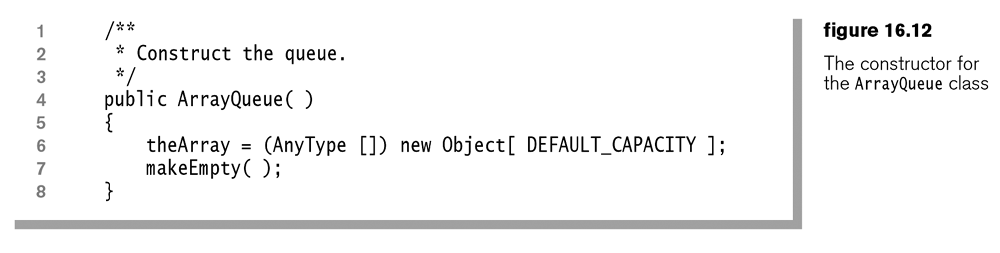 1 /**
2 * Construct the queue.
3 */
4 public ArrayQueue( )
5 {
6 theArray = (AnyType []) new Object[ DEFAULT_CAPACITY ];
7 makeEmpty( );
8 }
figure 16.12
The constructor for
the ArrayQueue class